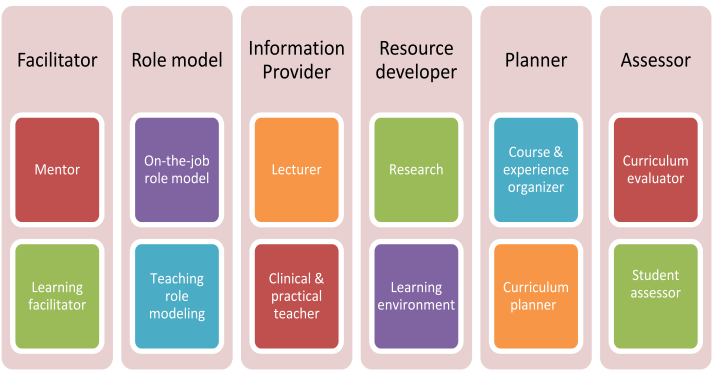 Facilitator
Mentor
Learning
facilitator
Role model
On-the-job
role model
Teaching
role
modeling
Information
Provider
Lecturer
Clinical &
practical
teacher
Resource
developer
Research
Learning
environment
Planner
Course &
experience
organizer
Curriculum
planner
Assessor
Curriculum
evaluator
Student
assessor